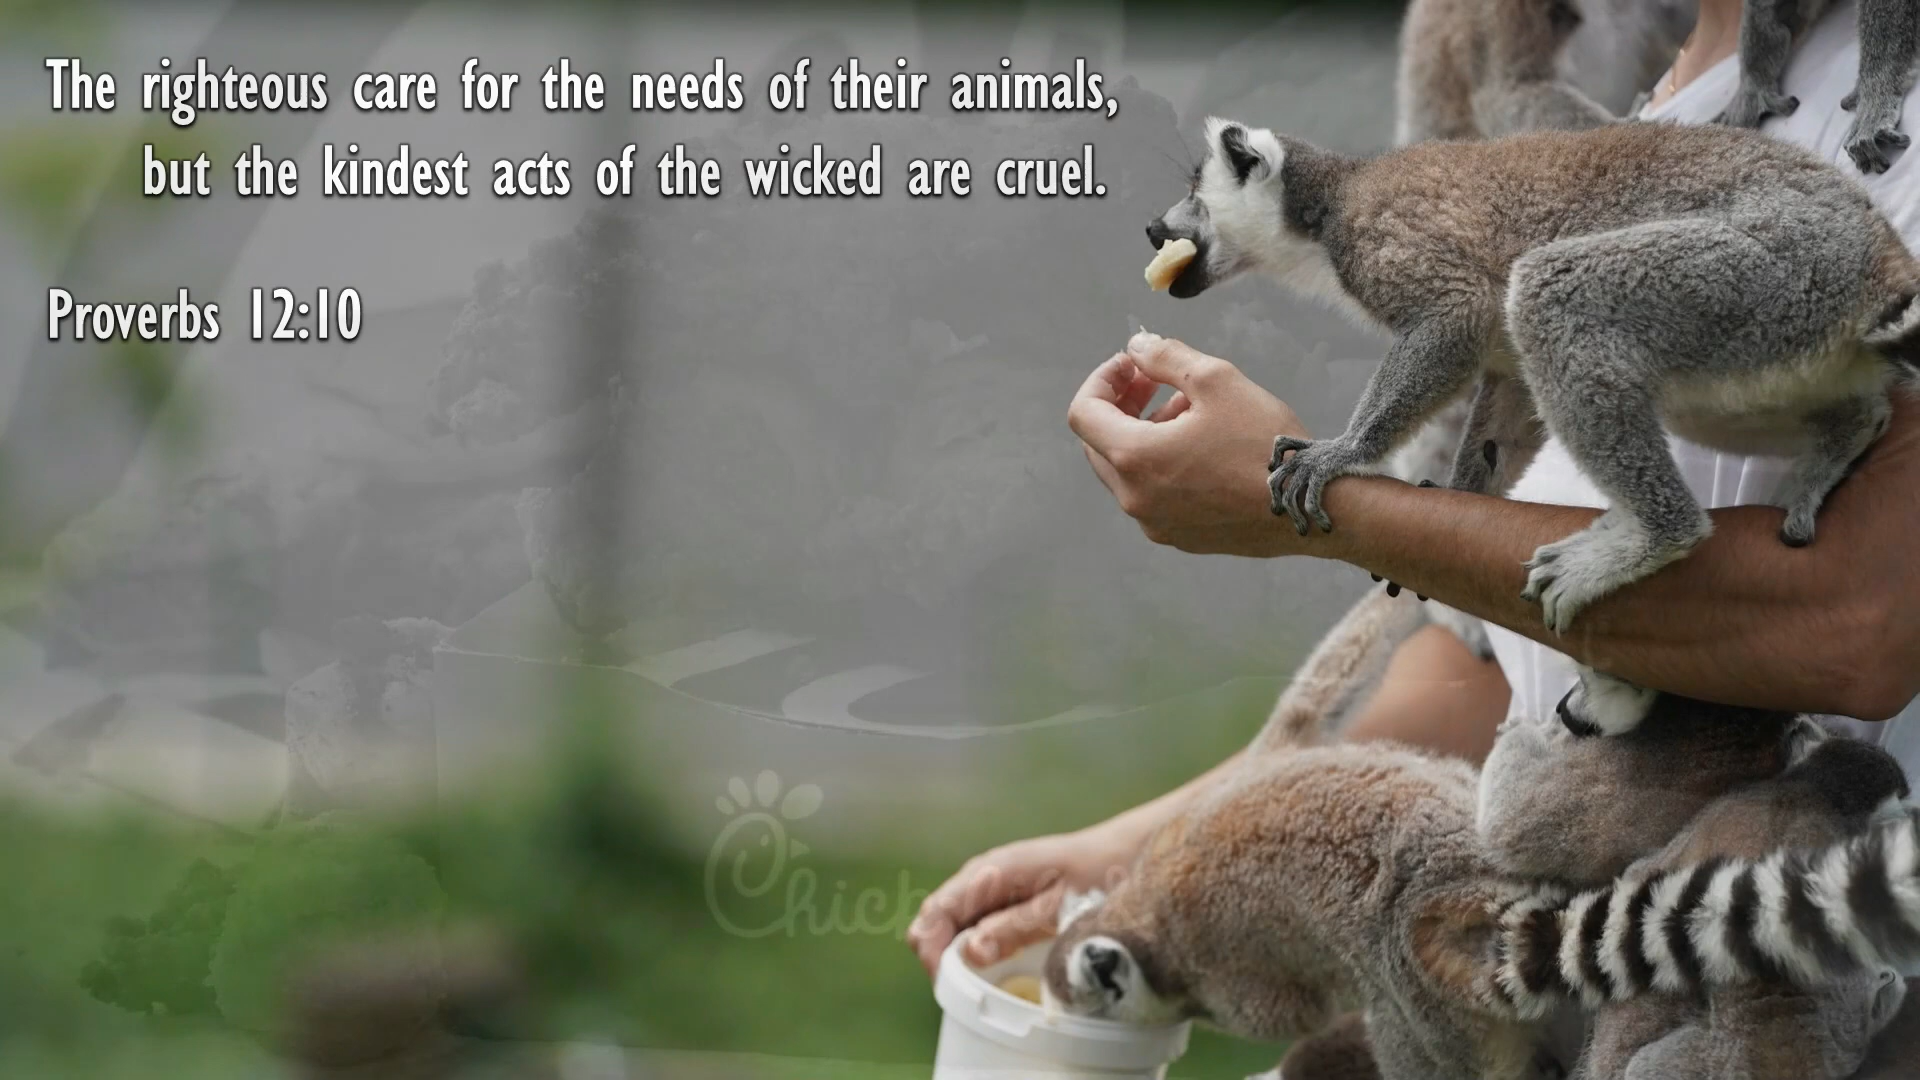 The righteous care for the needs of their animals,
but the kindest acts of the wicked are cruel.
Proverbs 12:10